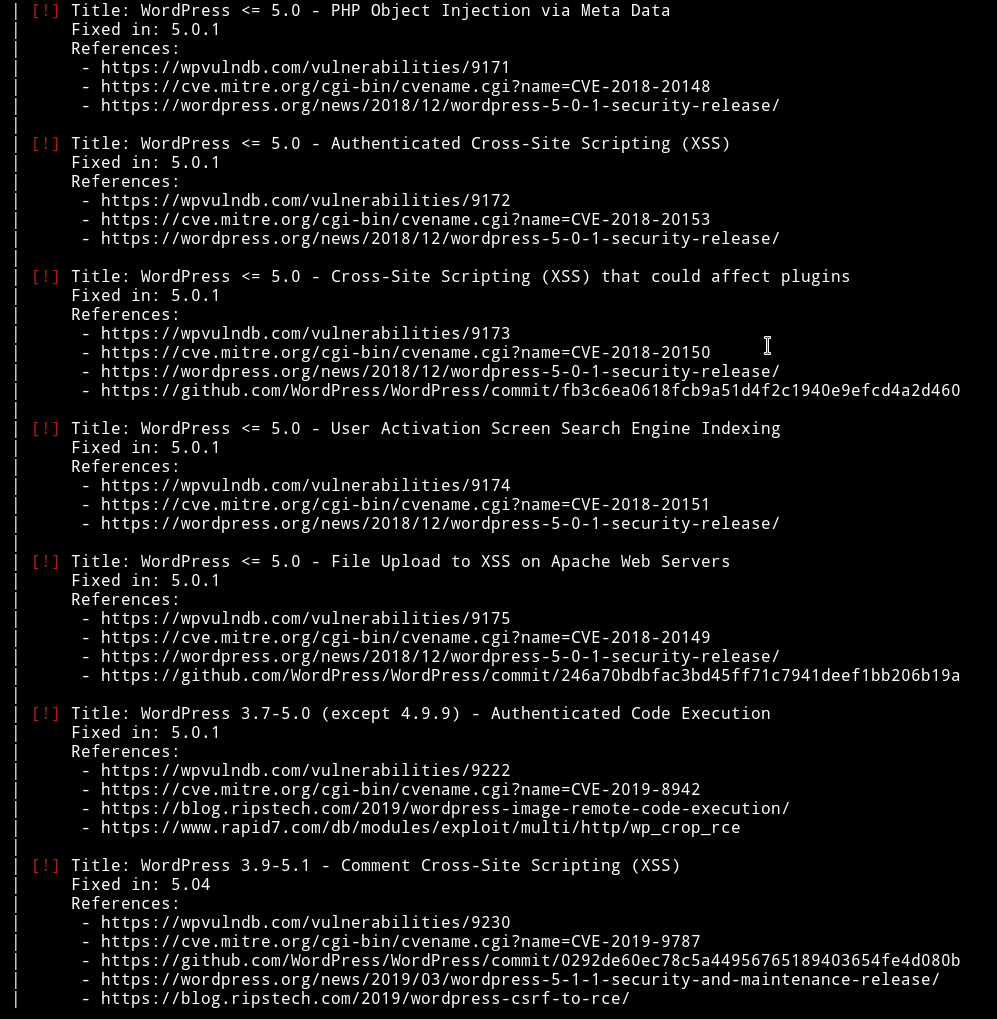 | [!] Title: WordPress <= 5.0 - PHP Object Injection via Meta Data
|     Fixed in: 5.0.1
|     References:
|      - https://wpvulndb.com/vulnerabilities/9171
|      - https://cve.mitre.org/cgi-bin/cvename.cgi?name=CVE-2018-20148
|      - https://wordpress.org/news/2018/12/wordpress-5-0-1-security-release/
|
| [!] Title: WordPress <= 5.0 - Authenticated Cross-Site Scripting (XSS)
|     Fixed in: 5.0.1
|     References:
|      - https://wpvulndb.com/vulnerabilities/9172
|      - https://cve.mitre.org/cgi-bin/cvename.cgi?name=CVE-2018-20153
|      - https://wordpress.org/news/2018/12/wordpress-5-0-1-security-release/
|
| [!] Title: WordPress <= 5.0 - Cross-Site Scripting (XSS) that could affect plugins
|     Fixed in: 5.0.1
|     References:
|      - https://wpvulndb.com/vulnerabilities/9173
|      - https://cve.mitre.org/cgi-bin/cvename.cgi?name=CVE-2018-20150
|      - https://wordpress.org/news/2018/12/wordpress-5-0-1-security-release/
|      - https://github.com/WordPress/WordPress/commit/fb3c6ea0618fcb9a51d4f2c1940e9efcd4a2d460
|
| [!] Title: WordPress <= 5.0 - User Activation Screen Search Engine Indexing
|     Fixed in: 5.0.1
|     References:
|      - https://wpvulndb.com/vulnerabilities/9174
|      - https://cve.mitre.org/cgi-bin/cvename.cgi?name=CVE-2018-20151
|      - https://wordpress.org/news/2018/12/wordpress-5-0-1-security-release/
|
| [!] Title: WordPress <= 5.0 - File Upload to XSS on Apache Web Servers
|     Fixed in: 5.0.1
|     References:
|      - https://wpvulndb.com/vulnerabilities/9175
|      - https://cve.mitre.org/cgi-bin/cvename.cgi?name=CVE-2018-20149
|      - https://wordpress.org/news/2018/12/wordpress-5-0-1-security-release/
|      - https://github.com/WordPress/WordPress/commit/246a70bdbfac3bd45ff71c7941deef1bb206b19a
|
| [!] Title: WordPress 3.7-5.0 (except 4.9.9) - Authenticated Code Execution
|     Fixed in: 5.0.1
|     References:
|      - https://wpvulndb.com/vulnerabilities/9222
|      - https://cve.mitre.org/cgi-bin/cvename.cgi?name=CVE-2019-8942
|      - https://blog.ripstech.com/2019/wordpress-image-remote-code-execution/
|      - https://www.rapid7.com/db/modules/exploit/multi/http/wp_crop_rce
|
| [!] Title: WordPress 3.9-5.1 - Comment Cross-Site Scripting (XSS)
|     Fixed in: 5.04
|     References:
|      - https://wpvulndb.com/vulnerabilities/9230
|      - https://cve.mitre.org/cgi-bin/cvename.cgi?name=CVE-2019-9787
|      - https://github.com/WordPress/WordPress/commit/0292de60ec78c5a44956765189403654fe4d080b
|      - https://wordpress.org/news/2019/03/wordpress-5-1-1-security-and-maintenance-release/
|      - https://blog.ripstech.com/2019/wordpress-csrf-to-rce/